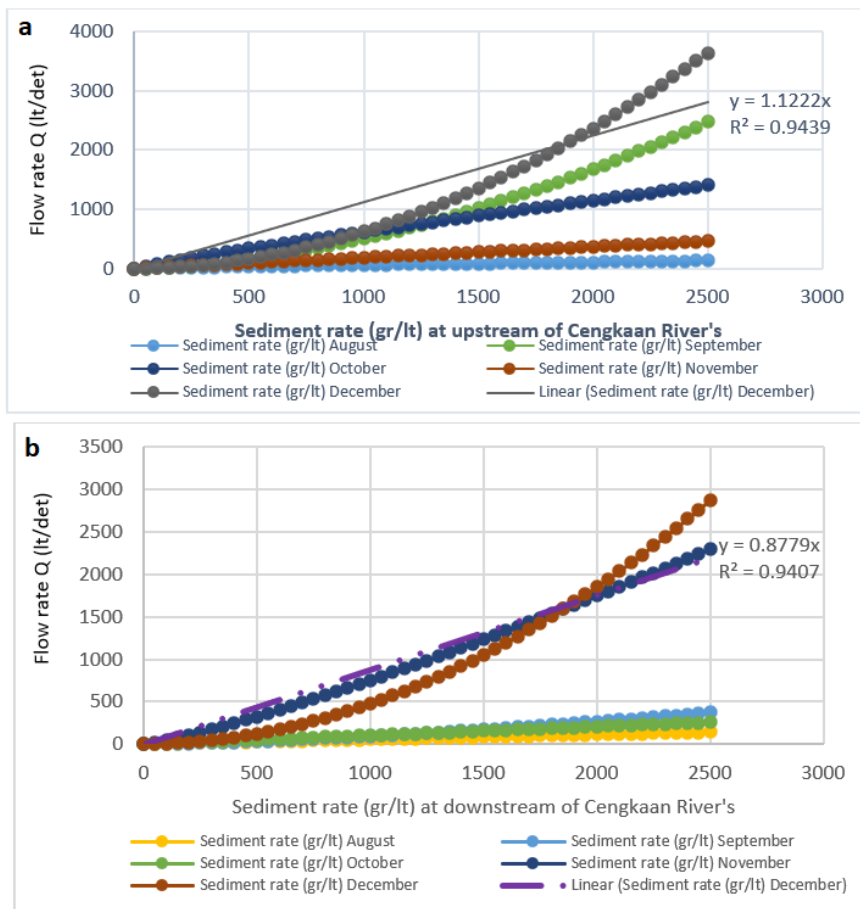 a
Flow rate Q (lt/det)
4000
3000
2000
1000
0
0 500 1000 1500 2000 2500 3000
y = 1.1222x
R² = 0.9439
Sediment rate (gr/lt) at upstream of Cengkaan River's
Sediment rate (gr/lt) August Sediment rate (gr/lt) September
Sediment rate (gr/lt) October Sediment rate (gr/lt) November
Sediment rate (gr/lt) December Linear (Sediment rate (gr/lt) December)
b
Flow rate Q (lt/det)
3500
3000
2500
2000
1500
1000
500
0
0 500 1000 1500 2000 2500 3000
y = 0.8779x
R² = 0.9407
Sediment rate (gr/lt) at downstream of Cengkaan River's
Sediment rate (gr/lt) August Sediment rate (gr/lt) September
Sediment rate (gr/lt) October Sediment rate (gr/lt) November
Sediment rate (gr/lt) December Linear (Sediment rate (gr/lt) December)